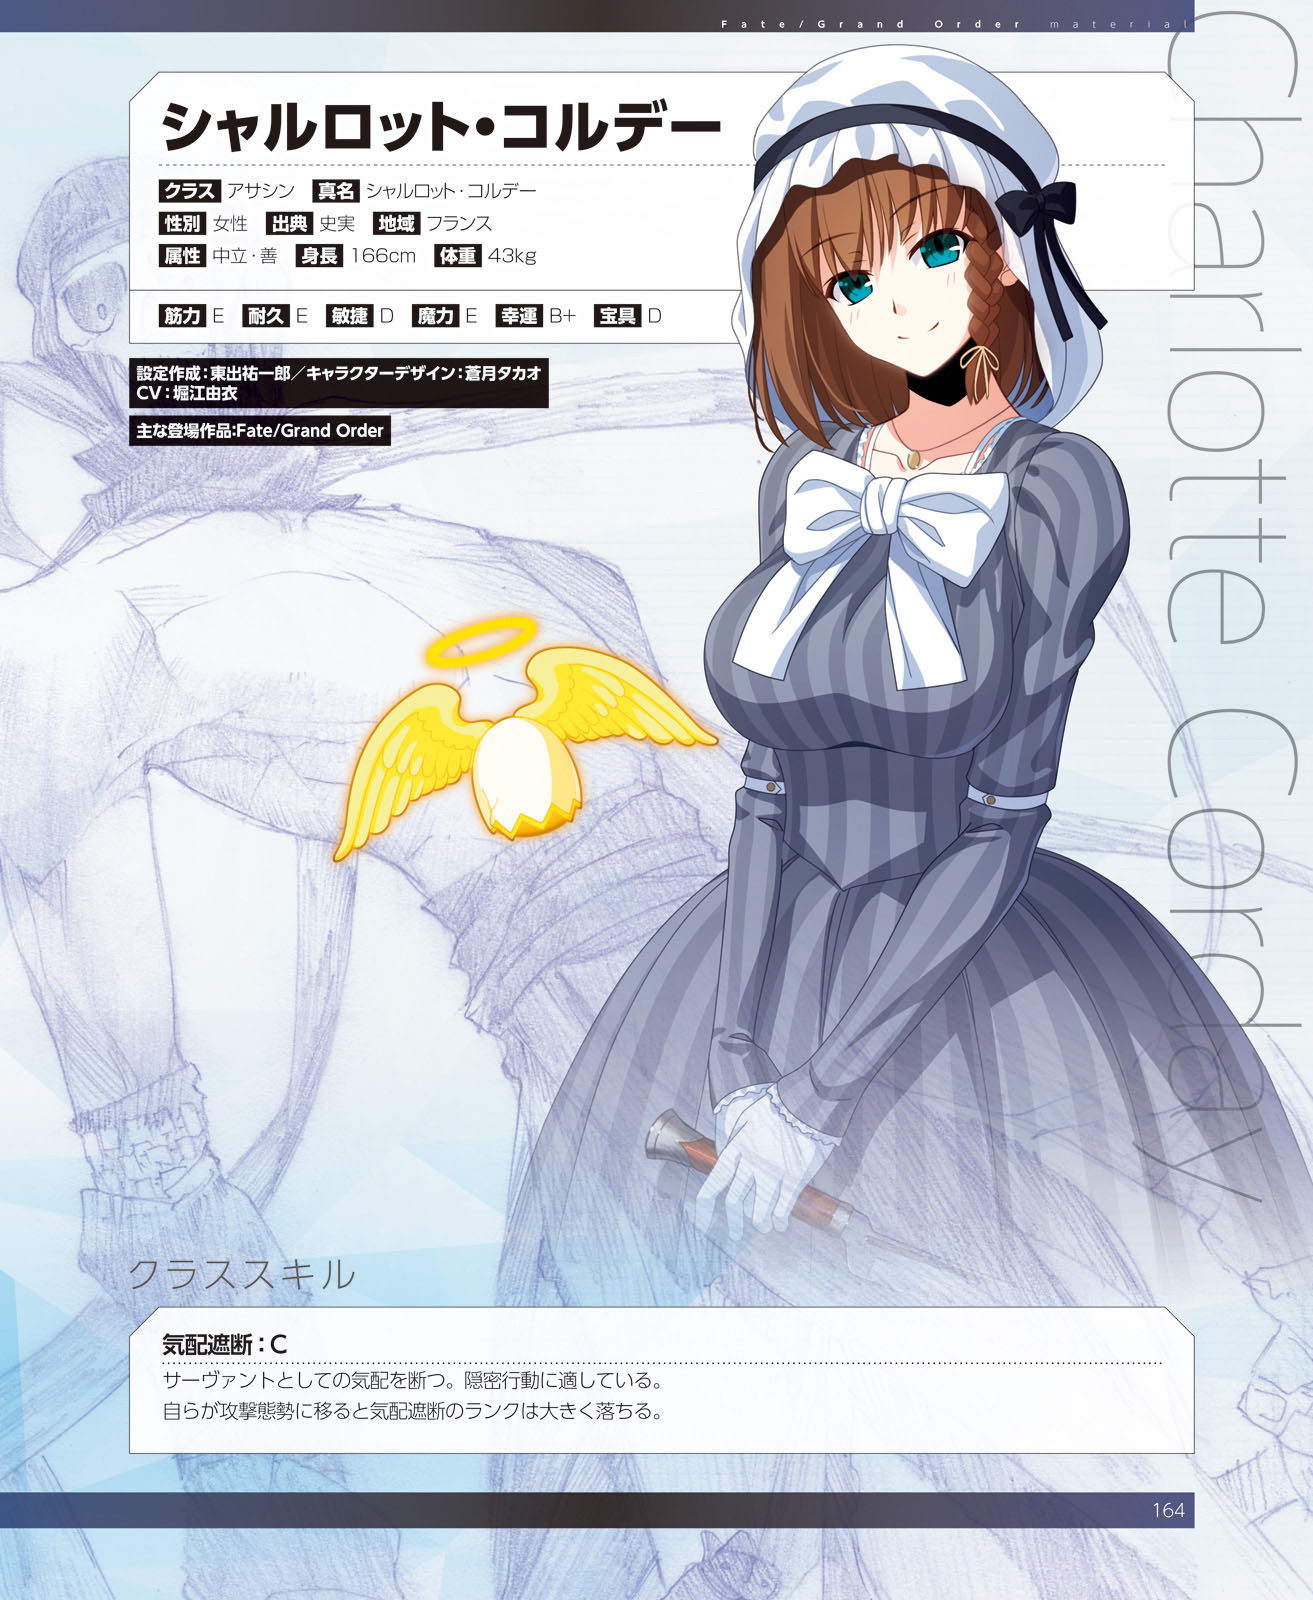 Fate/Grand Order material
シャルロット・コルデー
クラス アサシン 真名 シャルロット・コルデー
性別 女性 出典 史実 地域 フランス
属性 中立・善 身長 166cm 体重 43kg
筋力 E 耐久 E 敏捷 D 魔力 E 幸運 B+ 宝具 D
設定作成：東出祐一郎／キャラクターデザイン：蒼月タカオ
CV：堀江由衣
主な登場作品:Fate/Grand Order
Charlotte Corday
クラススキル
気配遮断：C
サーヴァントとしての気配を断つ。隠密行動に適している。
自らが攻撃態勢に移ると気配遮断のランクは大きく落ちる。
164